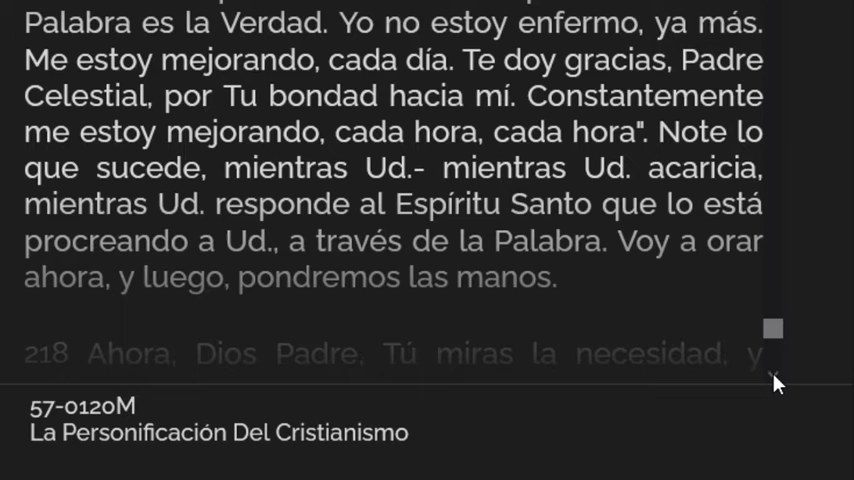 Palabra es la Verdad. Yo no estoy enfermo, ya más.
Me estoy mejorando, cada día. Te doy gracias, Padre
Celestial, por Tu bondad hacia mí. Constantemente
me estoy mejorando, cada hora, cada hora". Note lo
que sucede, mientras Ud.- mientras Ud. acaricia,
mientras Ud. responde al Espíritu Santo que lo está
procreando a Ud., a través de la Palabra. Voy a orar
ahora, y luego, pondremos las manos.
218 Ahora, Dios Padre, Tú miras la necesidad, y
57-0120M
La Personificación Del Cristianismo